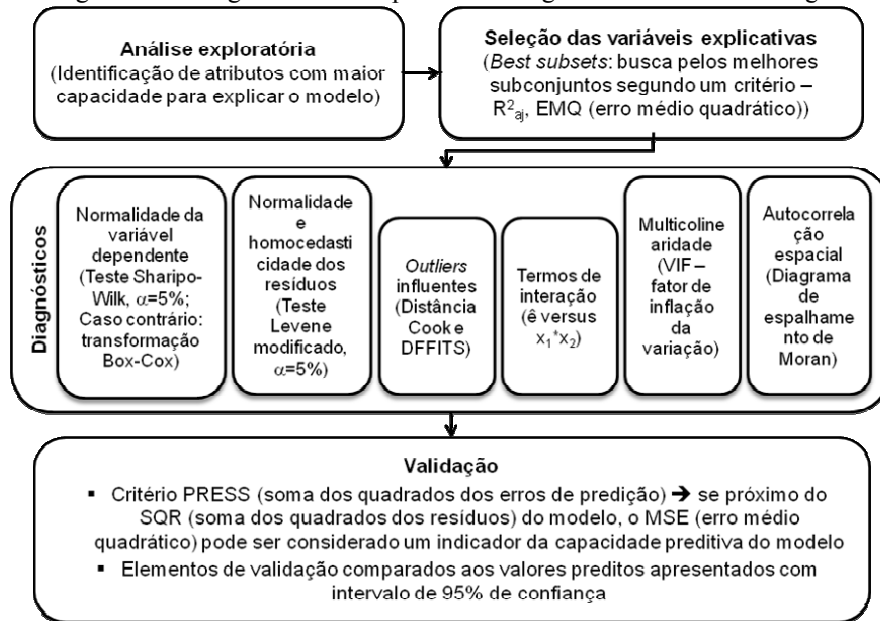 Análise exploratória
(Identificação de atributos com maior
capacidade para explicar o modelo)
Seleção das variáveis explicativas
(Best subsets: busca pelos melhores
subconjuntos segundo um critério –
R²aj, EMQ (erro médio quadrático))
Diagnósticos
Normalidade da
variável
dependente
(Teste Sharipo-
Wilk, α=5%;
Caso contrário:
transformação
Box-Cox)
Normalidade
e
homocedasti
cidade dos
resíduos
(Teste
Levene
modificado,
α=5%)
Outliers
influentes
(Distância
Cook e
DFFITS)
Termos de
interação
(ê versus
x1*x2)
Multicoline
aridade
(VIF –
fator de
inflação
da
variação)
Autocorrela
ção
espacial
(Diagrama
de
espalhame
nto de
Moran)
Validação
▪ Critério PRESS (soma dos quadrados dos erros de predição) → se próximo do
SQR (soma dos quadrados dos resíduos) do modelo, o MSE (erro médio
quadrático) pode ser considerado um indicador da capacidade preditiva do modelo
▪ Elementos de validação comparados aos valores preditos apresentados com
intervalo de 95% de confiança